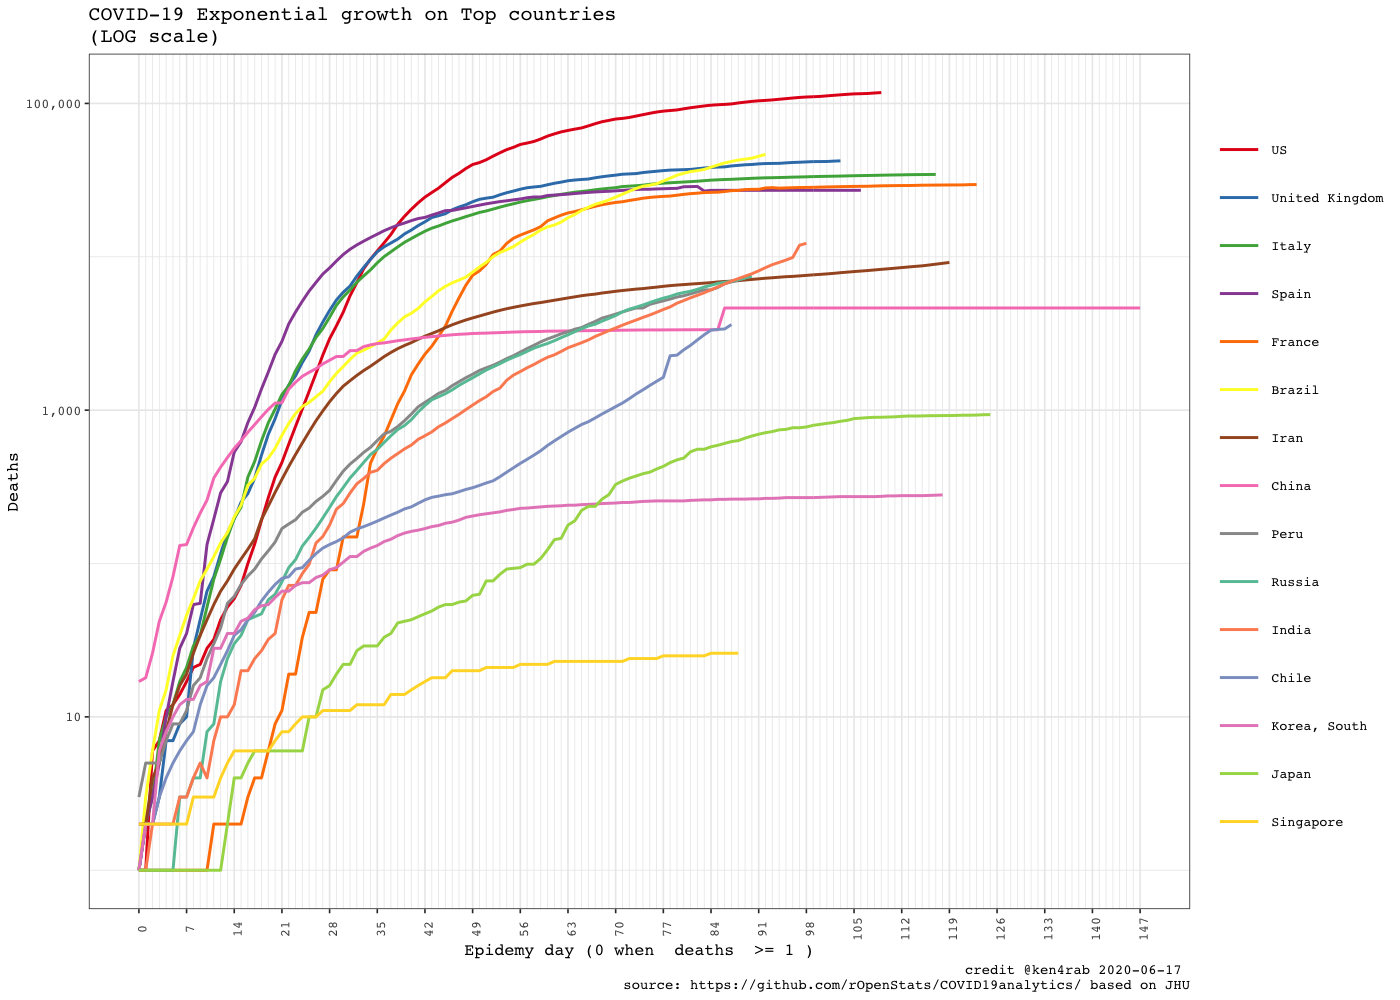 COVID-19 Exponential growth on Top countries
(LOG scale)
Deaths
100,000
1,000
10
0
7
14
21
28
35
42
49
56
63
70
77
84
91
98
105
112
119
126
133
140
147
Epidemy day (0 when  deaths  >= 1 )
US
United Kingdom
Italy
Spain
France
Brazil
Iran
China
Peru
Russia
India
Chile
Korea, South
Japan
Singapore
credit @ken4rab 2020-06-17
source: https://github.com/rOpenStats/COVID19analytics/ based on JHU